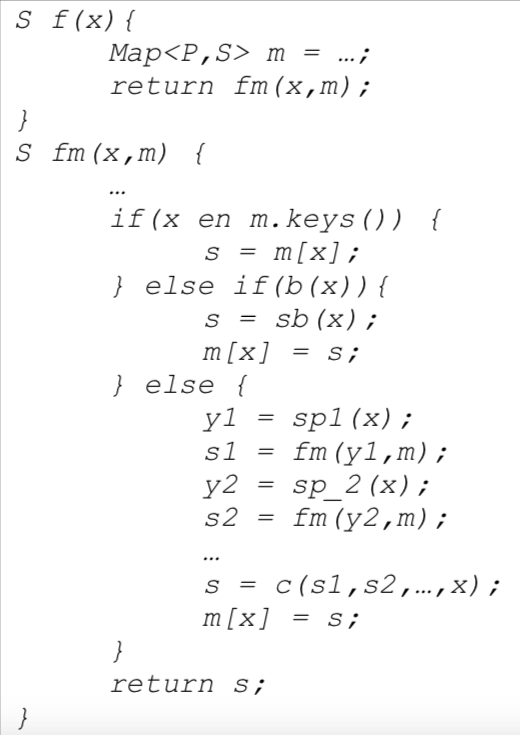 S f(x){
Map<P,S> m = …;
return fm(x,m);
}
S fm(x,m) {
…
if(x en m.keys()) {
s = m[x];
} else if(b(x)){
s = sb(x);
m[x] = s;
} else {
y1 = sp1(x);
s1 = fm(y1,m);
y2 = sp_2(x);
s2 = fm(y2,m);
…
s = c(s1,s2,…,x);
m[x] = s;
}
return s;
}